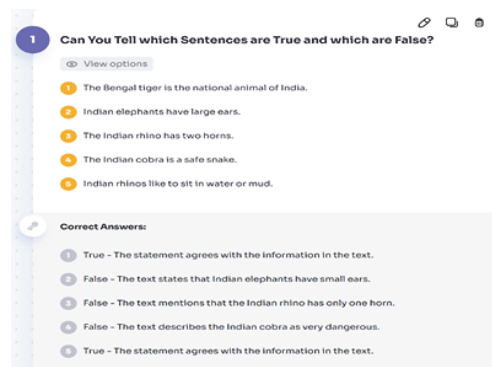 1 Can You Tell which Sentences are True and which are False?
View options
1 The Bengal tiger is the national animal of India.
2 Indian elephants have large ears.
3 The Indian rhino has two horns.
4 The Indian cobra is a safe snake.
5 Indian rhinos like to sit in water or mud.
Correct Answers:
1 True - The statement agrees with the information in the text.
2 False - The text states that Indian elephants have small ears.
3 False - The text mentions that the Indian rhino has only one horn.
4 False - The text describes the Indian cobra as very dangerous.
5 True - The statement agrees with the information in the text.